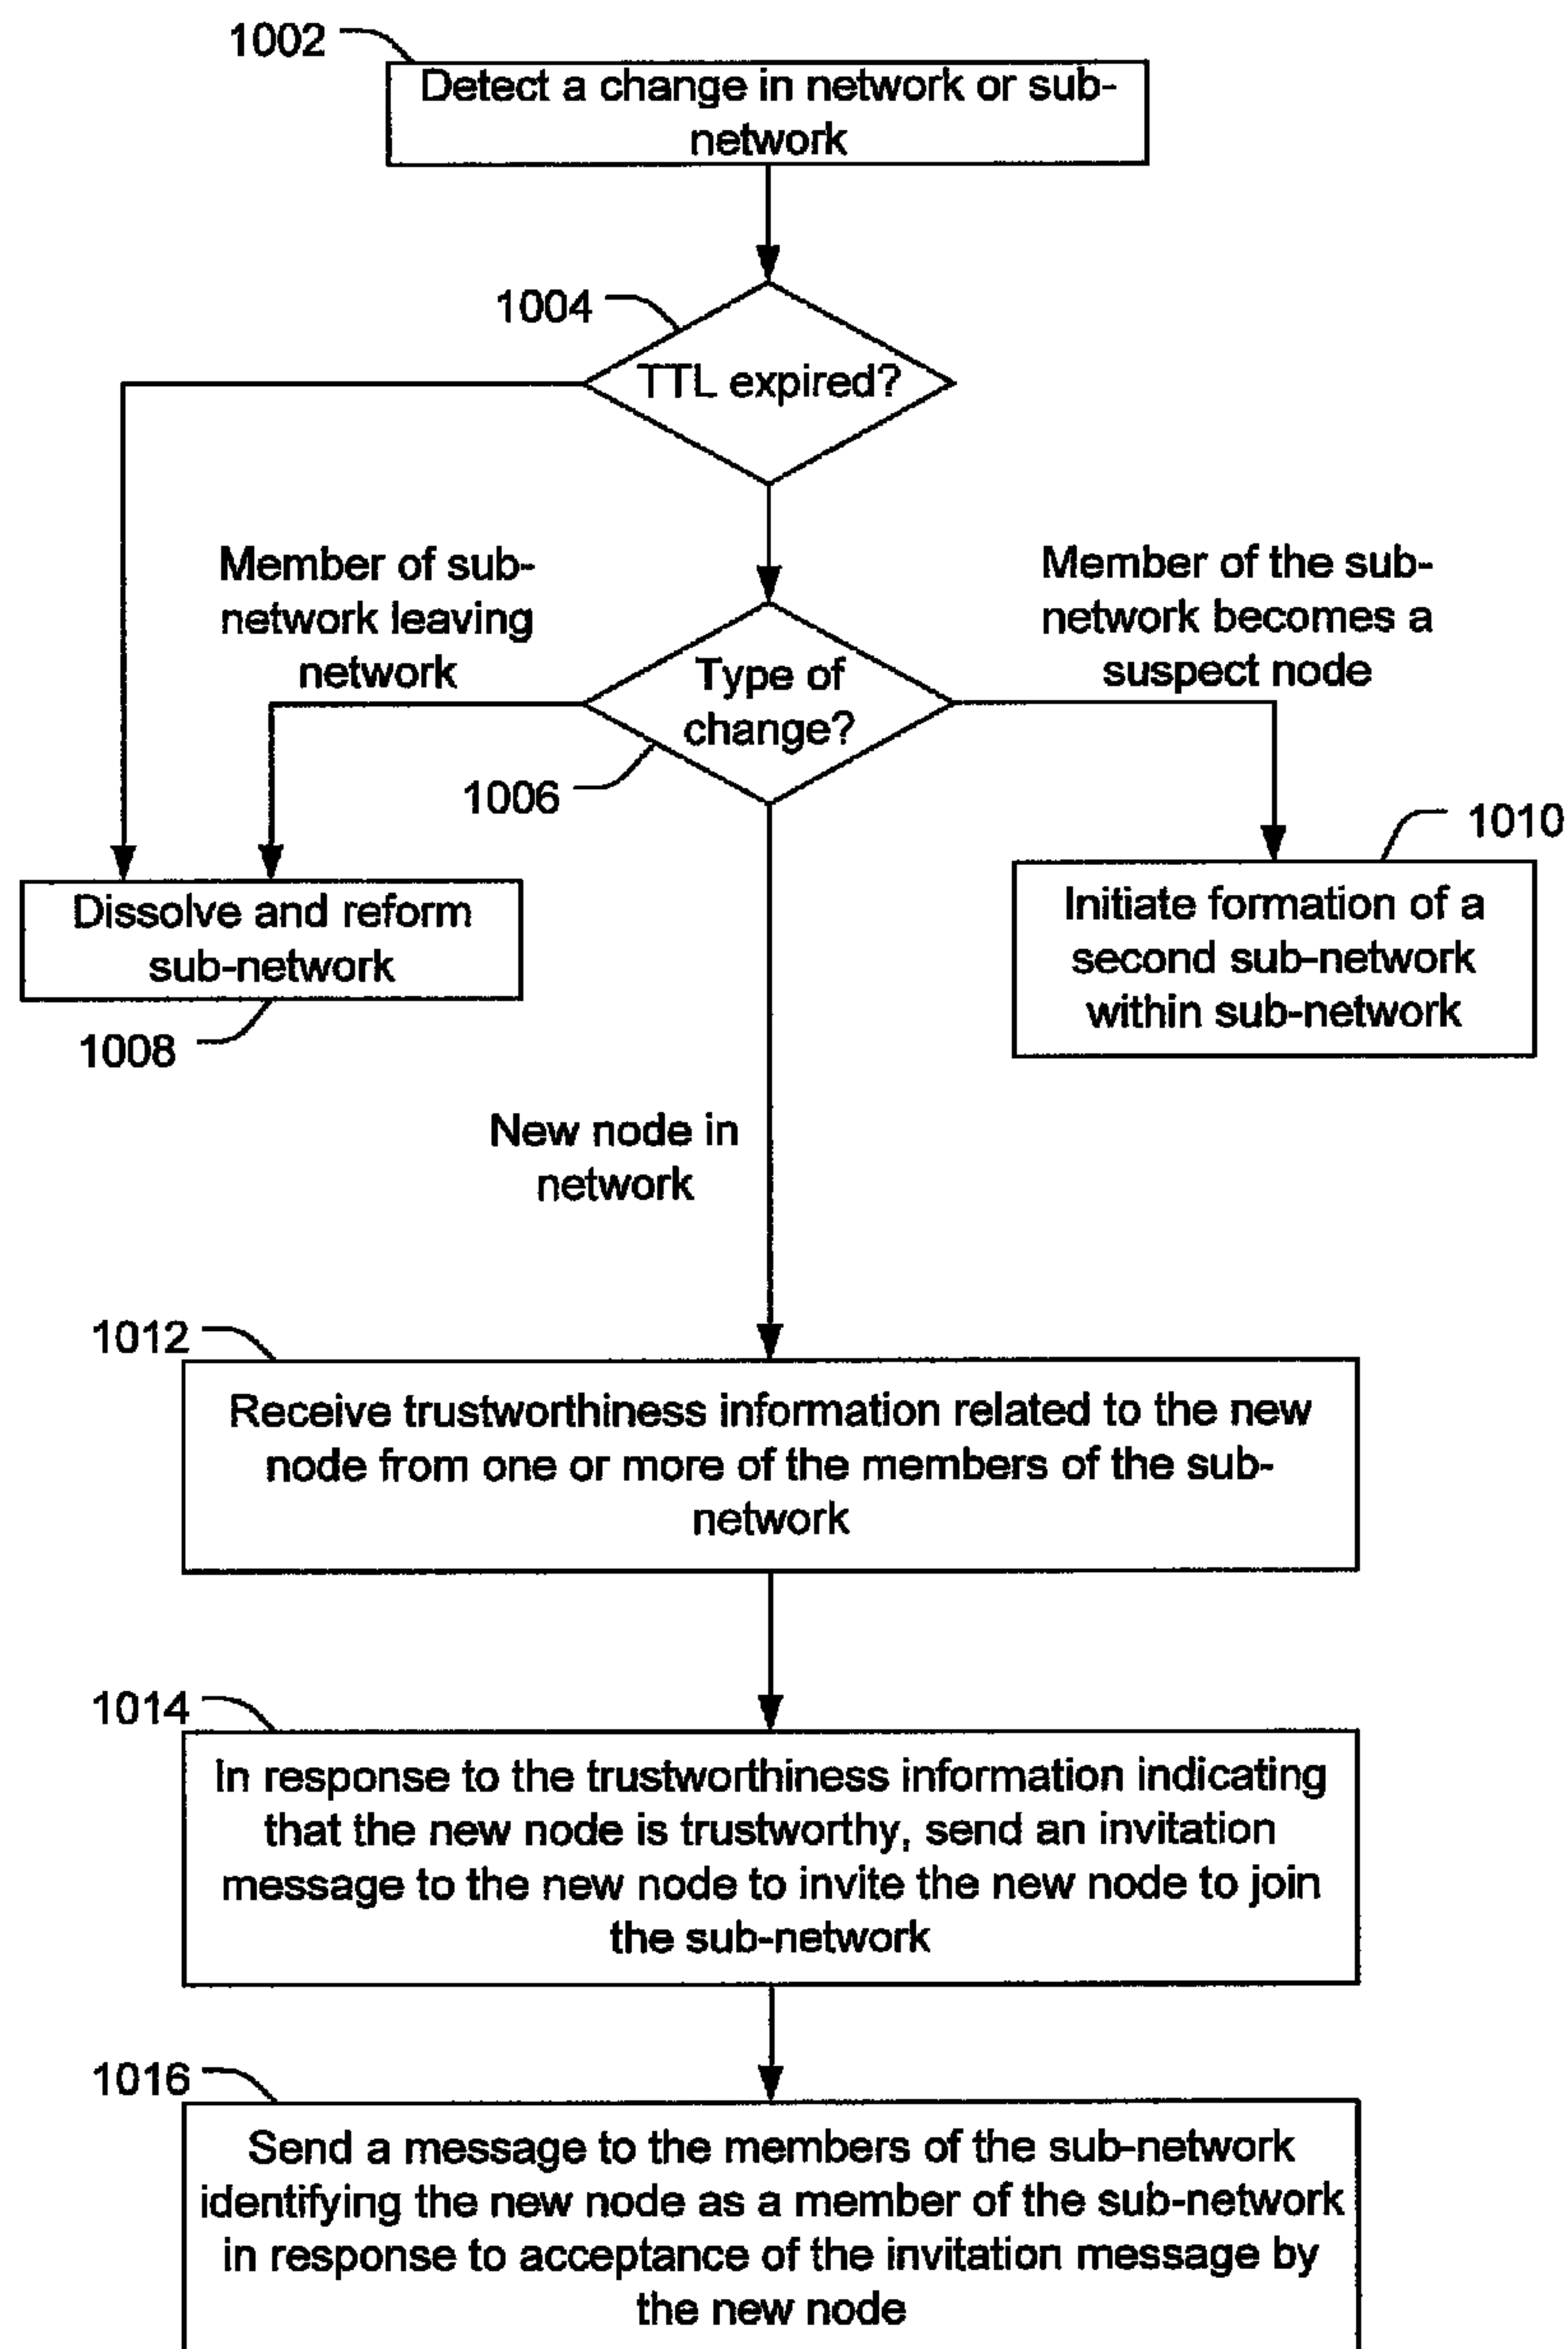 1002
Detect a change in network or sub-
network
1004
TTL expired?
Member of sub-
network leaving
network
Member of the sub-
network becomes a
suspect node
Type of
change?
1006
1010
Dissolve and reform
sub-network
1008
Initiate formation of a
second sub-network
within sub-network
New node in
network
1012
Receive trustworthiness information related to the new
node from one or more of the members of the sub-
network
1014
In response to the trustworthiness information indicating
that the new node is trustworthy, send an invitation
message to the new node to invite the new node to join
the sub-network
1016
Send a message to the members of the sub-network
identifying the new node as a member of the sub-network
in response to acceptance of the invitation message by
the new node